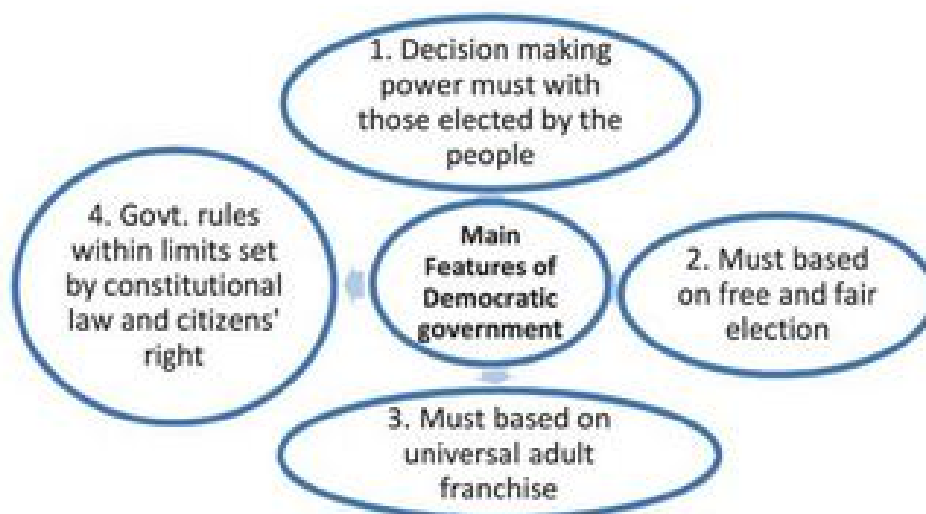 1. Decision making
power must with
those elected by the
people
4. Govt. rules
within limits set
by constitutional
law and citizens'
right
Main
Features of
Democratic
government
2. Must based
on free and fair
election
3. Must based on
universal adult
franchise